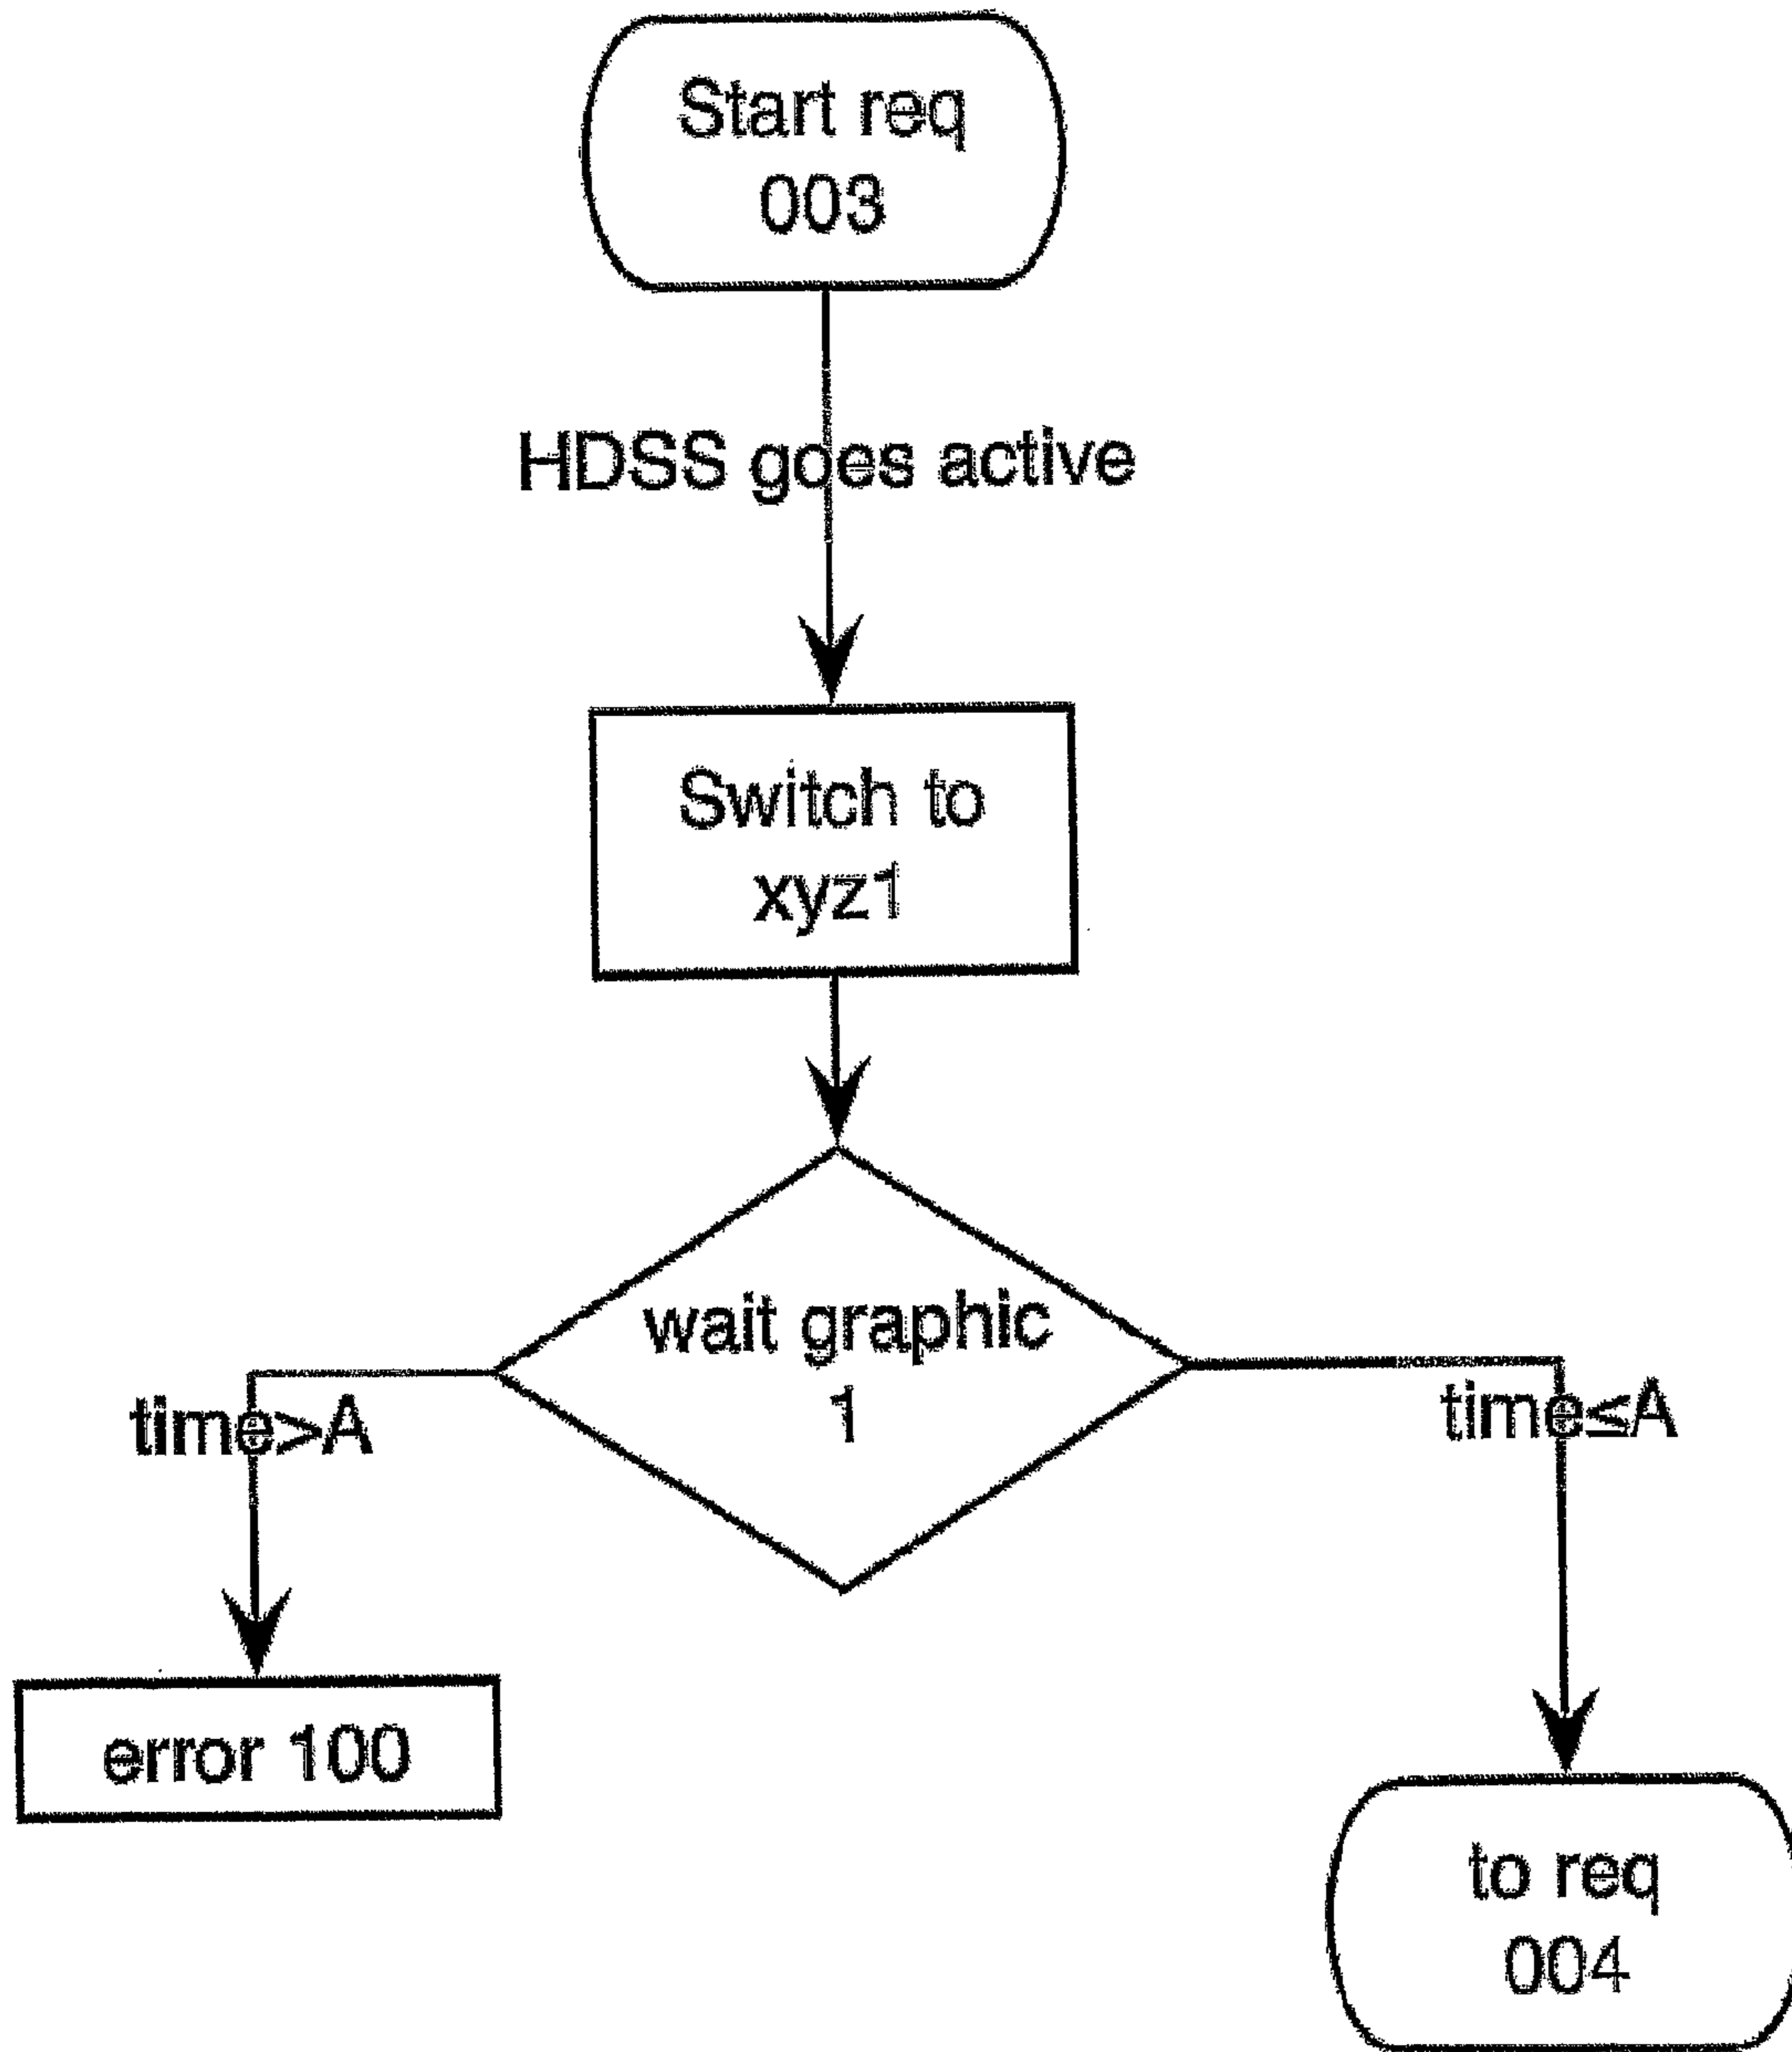 Start req
003
HDSS goes active
Switch to
xyz1
wait graphic
1
time>A
time≤A
error 100
to req
004